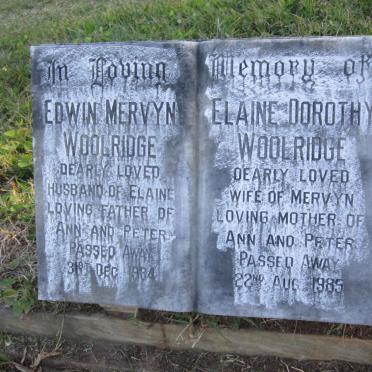 In Loving Memory of
EDWIN MERVYN
WOOLRIDGE
DEARLY LOVED
HUSBAND OF ELAINE
LOVING FATHER OF
ANN AND PETER
PASSED AWAY
31ST DEC 1984
ELAINE DOROTHY
WOOLRIDGE
DEARLY LOVED
WIFE OF MERVYN
LOVING MOTHER OF
ANN AND PETER
PASSED AWAY
22ND AUG 1985